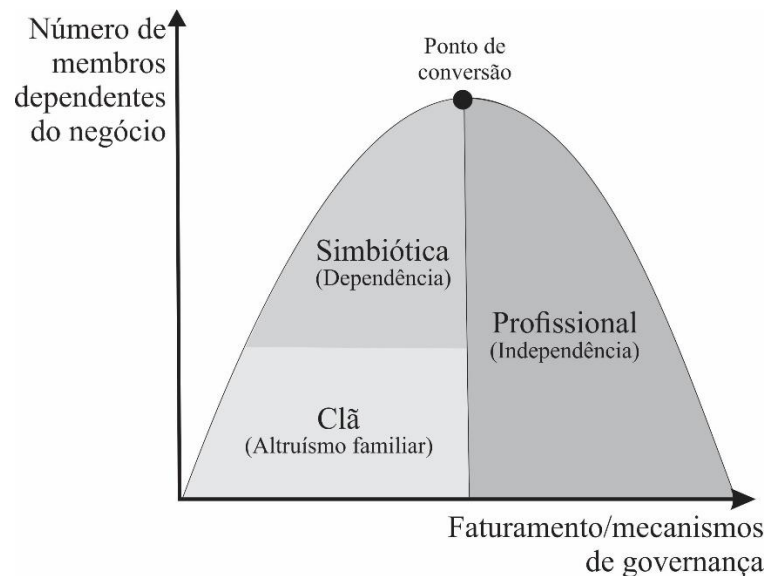 Número de
membros
dependentes
do negócio
Ponto de
conversão
Simbiótica
(Dependência)
Profissional
(Independência)
Clã
(Altruísmo familiar)
Faturamento/mecanismos
de governança